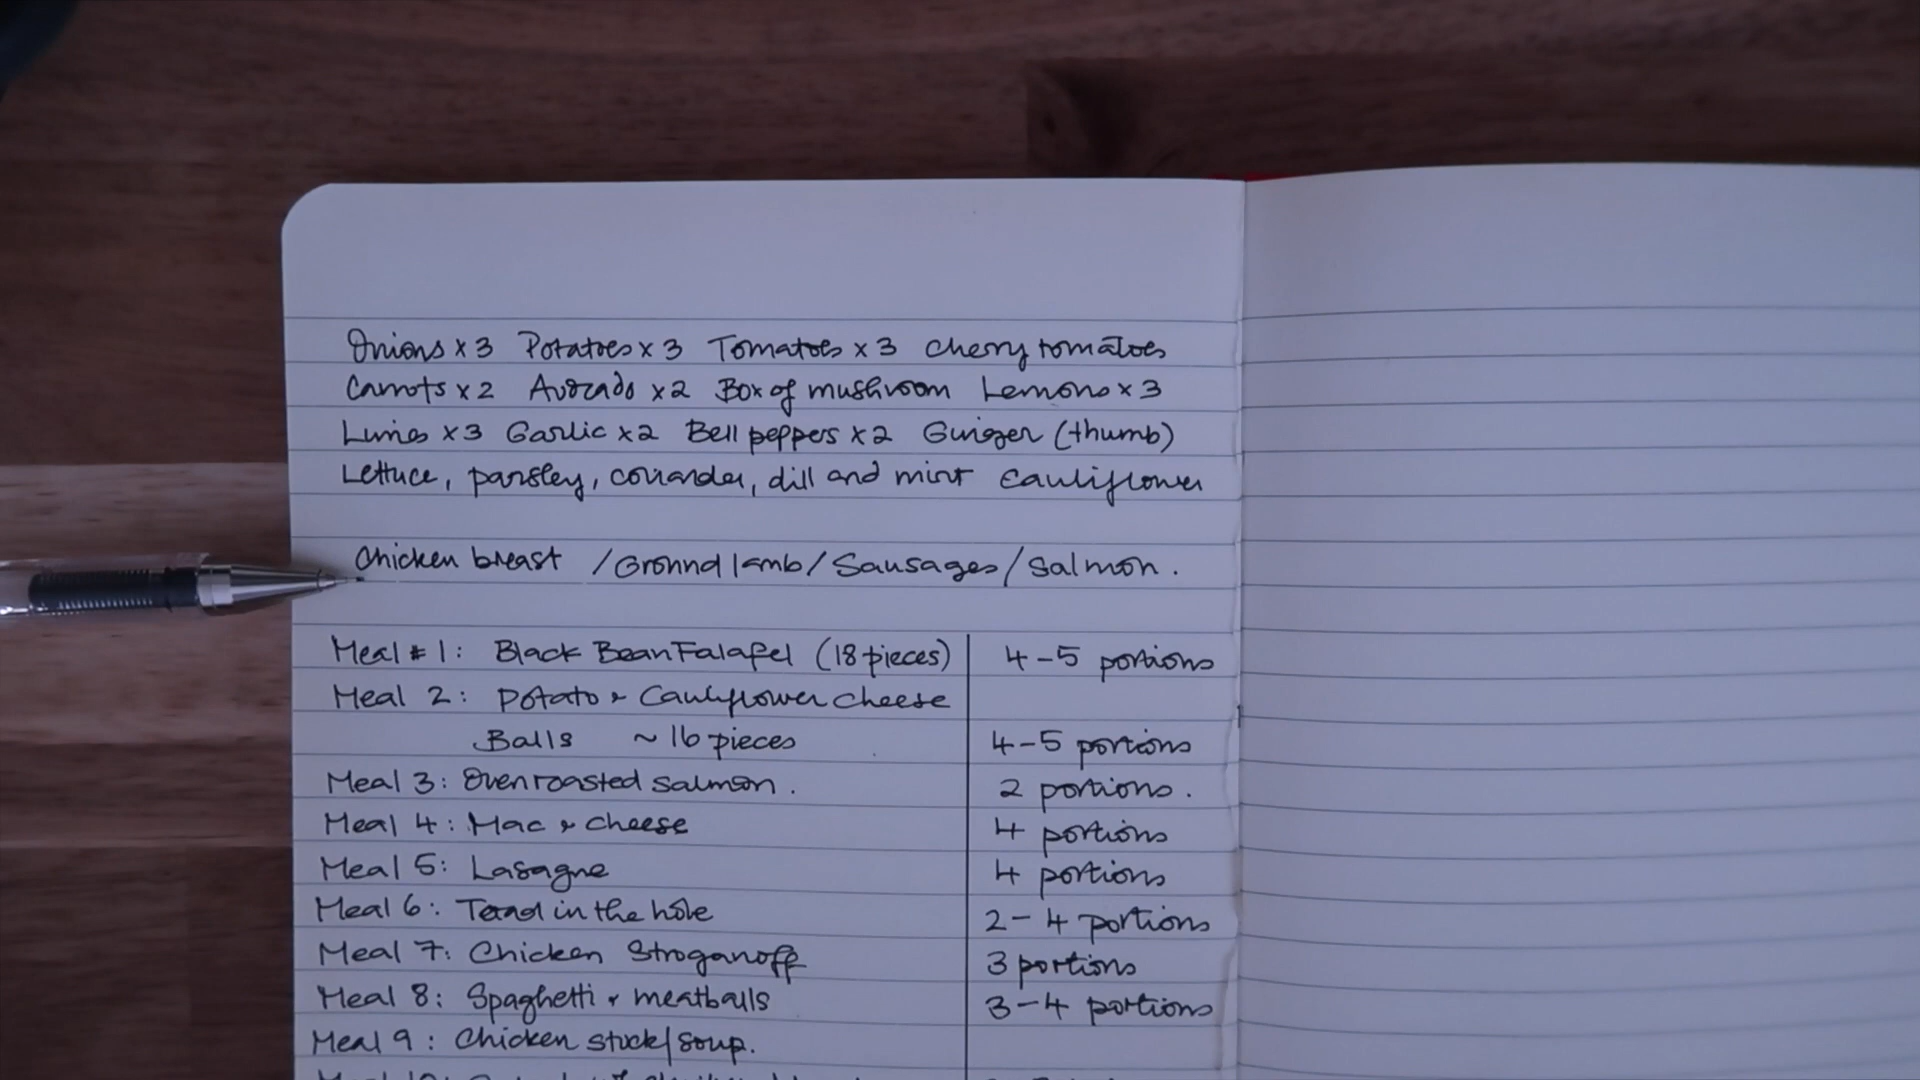 Onions x 3 Potatoes x 3 Tomatoes x 3 Cherry tomatoes
Carrots x 2 Avocado x 2 Box of mushroom Lemons x 3
Limes x 3 Garlic x 2 Bell peppers x 2 Ginger (thumb)
Lettuce, parsley, coriander, dill and mint Cauliflower
Chicken breast / Ground lamb / Sausages / Salmon.
Meal # 1: Black Bean Falafel (18 pieces) 4-5 portions
Meal 2: Potato & Cauliflower cheese
Balls ~ 16 pieces 4-5 portions
Meal 3: Oven roasted salmon. 2 portions.
Meal 4: Mac & cheese 4 portions
Meal 5: Lasagne 4 portions
Meal 6: Toad in the hole 2-4 portions
Meal 7: Chicken Stroganoff 3 portions
Meal 8: Spaghetti & meatballs 3-4 portions
Meal 9: Chicken stock/soup.